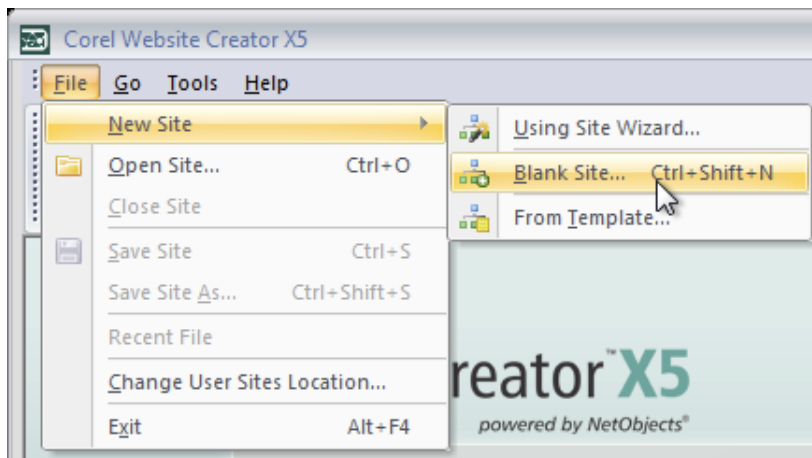 Corel Website Creator X5
File Go Tools Help
New Site
Open Site... Ctrl+O
Close Site
Save Site Ctrl+S
Save Site As... Ctrl+Shift+S
Recent File
Change User Sites Location...
Exit Alt+F4
Using Site Wizard...
Blank Site... Ctrl+Shift+N
From Template...
reator™X5
powered by NetObjects®